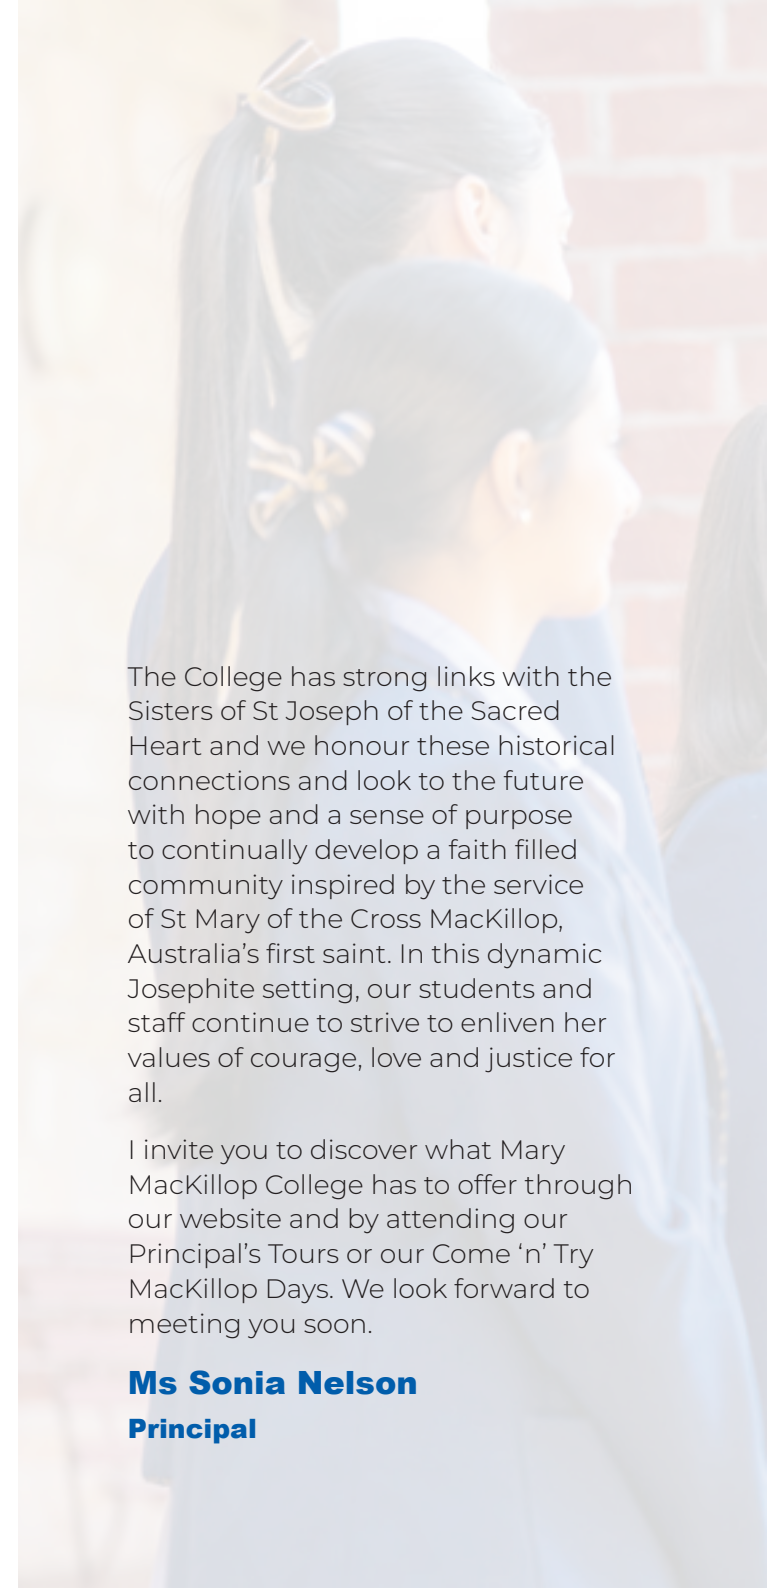 The College has strong links with the
Sisters of St Joseph of the Sacred
Heart and we honour these historical
connections and look to the future
with hope and a sense of purpose
to continually develop a faith filled
community inspired by the service
of St Mary of the Cross MacKillop,
Australia’s first saint. In this dynamic
Josephite setting, our students and
staff continue to strive to enliven her
values of courage, love and justice for
all.
I invite you to discover what Mary
MacKillop College has to offer through
our website and by attending our
Principal’s Tours or our Come ‘n’ Try
MacKillop Days. We look forward to
meeting you soon.
Ms Sonia Nelson
Principal